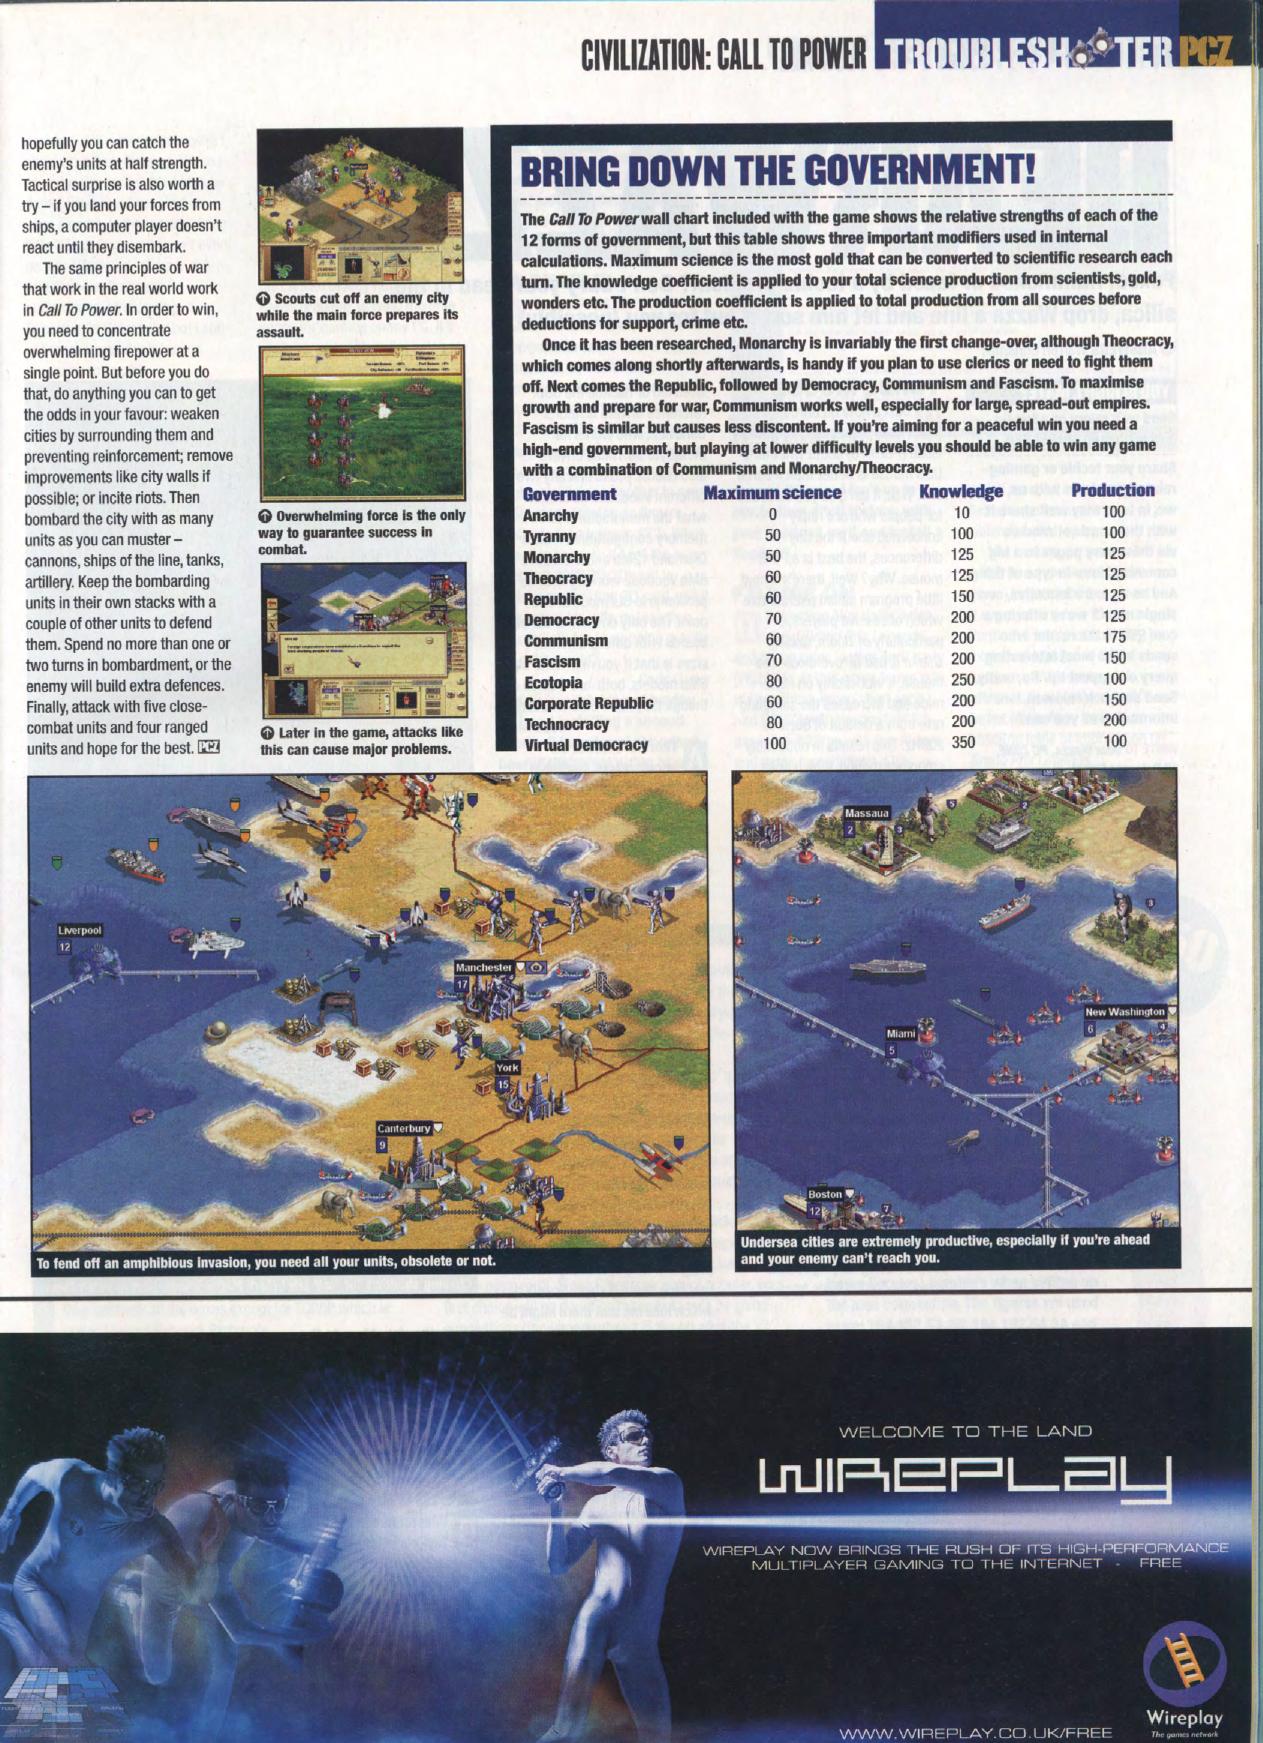 CIVILIZATION: CALL TO POWER TROUBLESHOOTER PCZ
hopefully you can catch the
enemy's units at half strength.
Tactical surprise is also worth a
try – if you land your forces from
ships, a computer player doesn't
react until they disembark.
The same principles of war
that work in the real world work
in Call To Power. In order to win,
you need to concentrate
overwhelming firepower at a
single point. But before you do
that, do anything you can to get
the odds in your favour: weaken
cities by surrounding them and
preventing reinforcement; remove
improvements like city walls if
possible; or incite riots. Then
bombard the city with as many
units as you can muster –
cannons, ships of the line, tanks,
artillery. Keep the bombarding
units in their own stacks with a
couple of other units to defend
them. Spend no more than one or
two turns in bombardment, or the
enemy will build extra defences.
Finally, attack with five close-
combat units and four ranged
units and hope for the best. PCZ
Scouts cut off an enemy city
while the main force prepares its
assault.
Overwhelming force is the only
way to guarantee success in
combat.
Later in the game, attacks like
this can cause major problems.
BRING DOWN THE GOVERNMENT!
The Call To Power wall chart included with the game shows the relative strengths of each of the
12 forms of government, but this table shows three important modifiers used in internal
calculations. Maximum science is the most gold that can be converted to scientific research each
turn. The knowledge coefficient is applied to your total science production from scientists, gold,
wonders etc. The production coefficient is applied to total production from all sources before
deductions for support, crime etc.
Once it has been researched, Monarchy is invariably the first change-over, although Theocracy,
which comes along shortly afterwards, is handy if you plan to use clerics or need to fight them
off. Next comes the Republic, followed by Democracy, Communism and Fascism. To maximise
growth and prepare for war, Communism works well, especially for large, spread-out empires.
Fascism is similar but causes less discontent. If you're aiming for a peaceful win you need a
high-end government, but playing at lower difficulty levels you should be able to win any game
with a combination of Communism and Monarchy/Theocracy.
Government Maximum science Knowledge Production
Anarchy 0 10 100
Tyranny 50 100 100
Monarchy 50 125 125
Theocracy 60 125 125
Republic 60 150 125
Democracy 70 200 125
Communism 60 200 175
Fascism 70 200 150
Ecotopia 80 250 100
Corporate Republic 60 200 150
Technocracy 80 200 200
Virtual Democracy 100 350 100
Liverpool
12
Manchester
17
York
15
Canterbury
9
To fend off an amphibious invasion, you need all your units, obsolete or not.
Massaua
2
3
5
2
3
New Washington
6
4
Miami
5
Boston
12
7
Undersea cities are extremely productive, especially if you're ahead
and your enemy can't reach you.
WELCOME TO THE LAND
WIREPLAY
WIREPLAY NOW BRINGS THE RUSH OF ITS HIGH-PERFORMANCE
MULTIPLAYER GAMING TO THE INTERNET - FREE
WWW.WIREPLAY.CO.UK/FREE
Wireplay
The games network